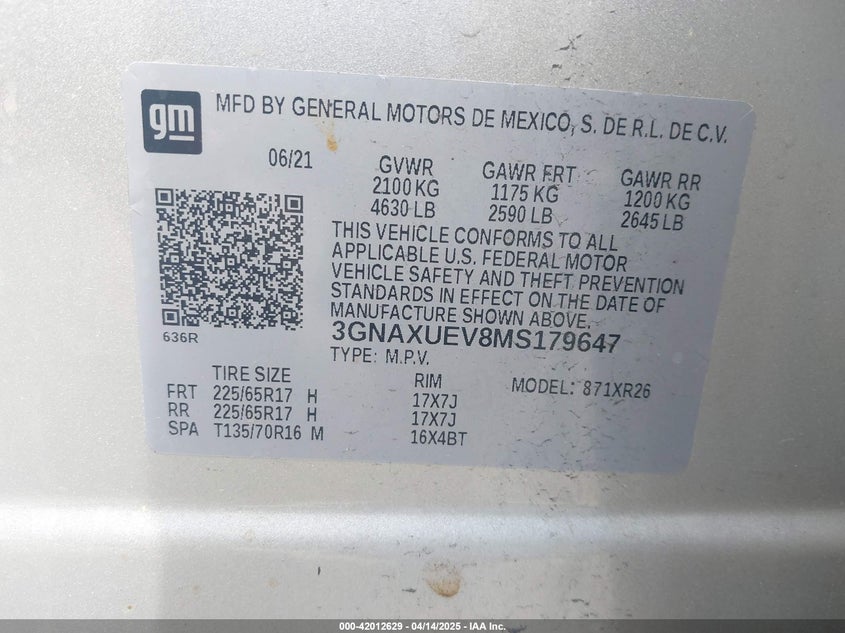 gm
MFD BY GENERAL MOTORS DE MEXICO, S. DE R.L. DE C.V.
06/21 GVWR GAWR FRT GAWR RR
2100 KG 1175 KG 1200 KG
4630 LB 2590 LB 2645 LB
THIS VEHICLE CONFORMS TO ALL
APPLICABLE U.S. FEDERAL MOTOR
VEHICLE SAFETY AND THEFT PREVENTION
STANDARDS IN EFFECT ON THE DATE OF
MANUFACTURE SHOWN ABOVE.
636R
3GNAXUEV8MS179647
TYPE: M.P.V.
TIRE SIZE RIM MODEL: 871XR26
FRT 225/65R17 H 17X7J
RR 225/65R17 H 17X7J
SPA T135/70R16 M 16X4BT
000-42012629 - 04/14/2025 - IAA Inc.